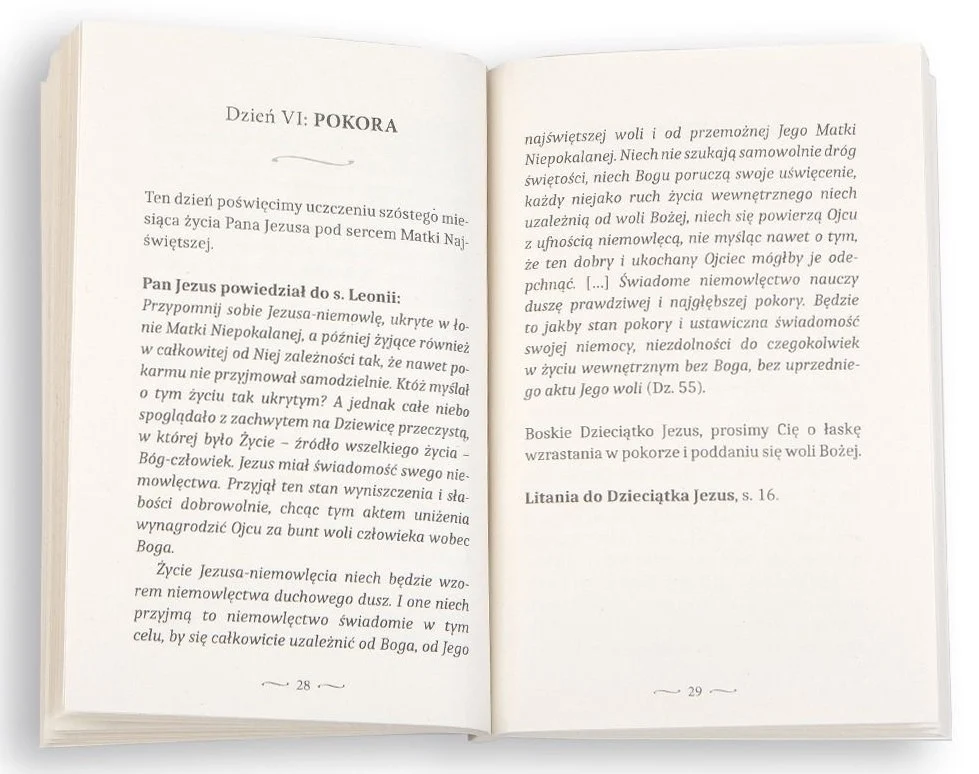 Dzień VI: POKORA
Ten dzień poświęcimy uczczeniu szóstego mie-
siąca życia Pana Jezusa pod sercem Matki Naj-
świętszej.
Pan Jezus powiedział do s. Leonii:
Przypomnij sobie Jezusa-niemowlę, ukryte w ło-
nie Matki Niepokalanej, a później żyjące również
w całkowitej od Niej zależności tak, że nawet po-
karmu nie przyjmował samodzielnie. Któż myślał
o tym życiu tak ukrytym? A jednak całe niebo
spoglądało z zachwytem na Dziewicę przeczystą,
w której było Życie – źródło wszelkiego życia –
Bóg-człowiek. Jezus miał świadomość swego nie-
mowlęctwa. Przyjął ten stan wyniszczenia i sła-
bości dobrowolnie, chcąc tym aktem uniżenia
wynagrodzić Ojcu za bunt woli człowieka wobec
Boga.
Życie Jezusa-niemowlęcia niech będzie wzo-
rem niemowlęctwa duchowego dusz. I one niech
przyjmą to niemowlęctwo świadomie w tym
celu, by się całkowicie uzależnić od Boga, od Jego
28
najświętszej woli i od przemożnej Jego Matki
Niepokalanej. Niech nie szukają samowolnie dróg
świętości, niech Bogu poruczą swoje uświęcenie,
każdy niejako ruch życia wewnętrznego niech
uzależnią od woli Bożej, niech się powierzą Ojcu
z ufnością niemowlęcą, nie myśląc nawet o tym,
że ten dobry i ukochany Ojciec mógłby je ode-
pchnąć. [...] Świadome niemowlęctwo nauczy
duszę prawdziwej i najgłębszej pokory. Będzie
to jakby stan pokory i ustawiczna świadomość
swojej niemocy, niezdolności do czegokolwiek
w życiu wewnętrznym bez Boga, bez uprzednie-
go aktu Jego woli (Dz. 55).
Boskie Dzieciątko Jezus, prosimy Cię o łaskę
wzrastania w pokorze i poddaniu się woli Bożej.
Litania do Dzieciątka Jezus, s. 16.
29